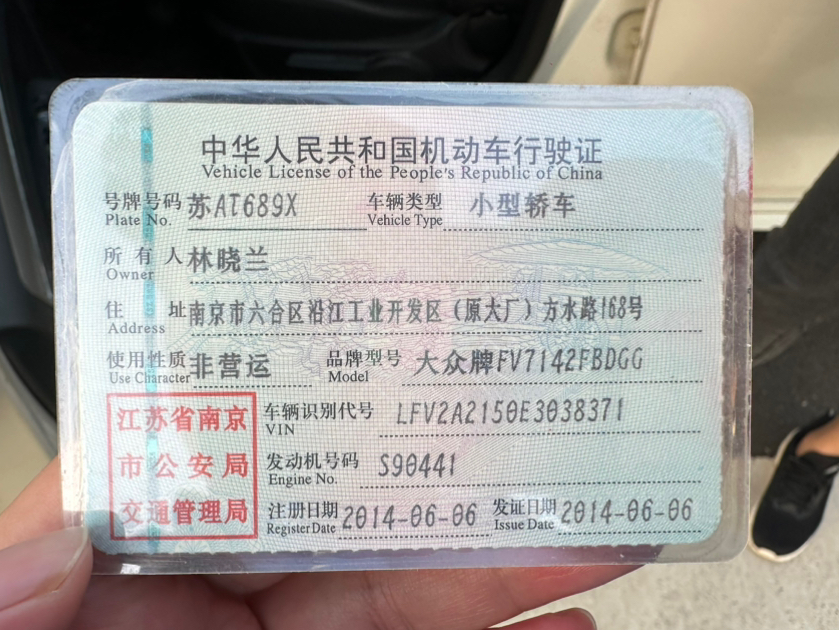 中华人民共和国机动车行驶证
Vehicle License of the People's Republic of China
号牌号码 苏AT689X 车辆类型 小型轿车
Plate No. Vehicle Type
所有人 林晓兰
Owner
住址 南京市六合区沿江工业开发区（原大厂）方水路168号
Address
使用性质 非营运 品牌型号 大众牌FV7142FBDGG
Use Character Model
江苏省南京
市公安局
交通管理局
车辆识别代号 LFV2A2150E3038371
VIN
发动机号码 S90441
Engine No.
注册日期 2014-06-06 发证日期 2014-06-06
Register Date Issue Date